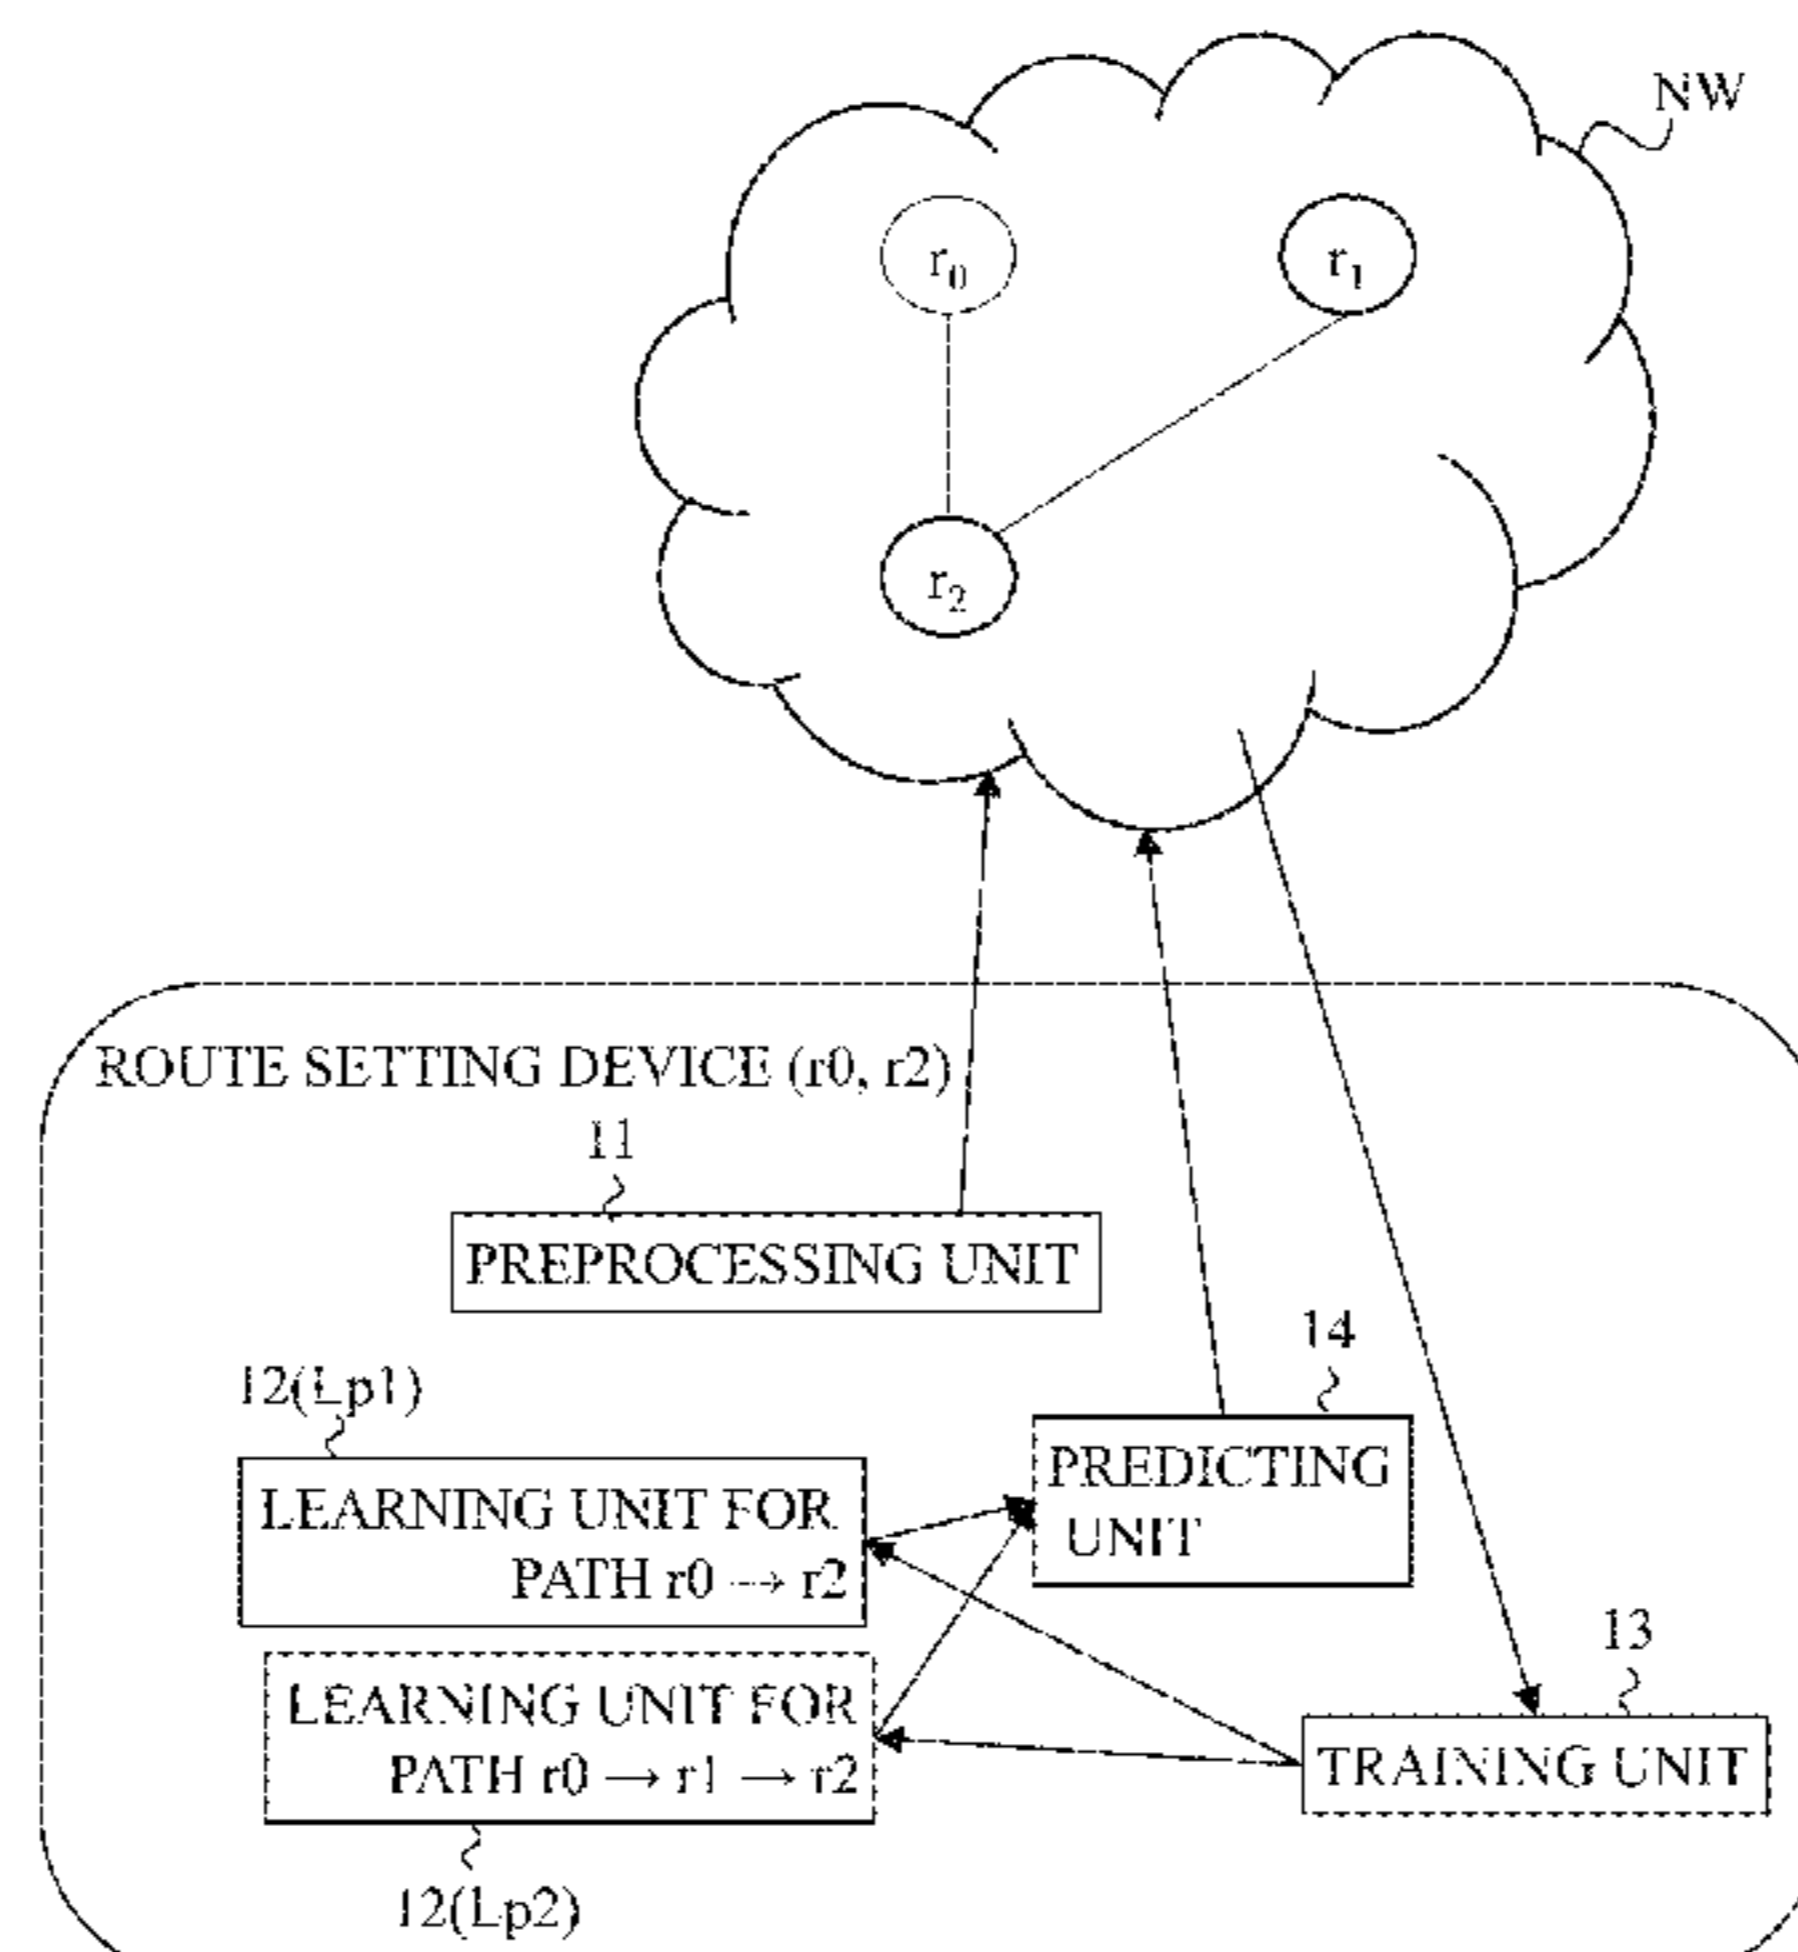 NW
r0
r1
r2
ROUTE SETTING DEVICE (r0, r2)
11
PREPROCESSING UNIT
14
12(Lp1)
PREDICTING
UNIT
LEARNING UNIT FOR
PATH r0 → r2
13
LEARNING UNIT FOR
PATH r0 → r1 → r2
TRAINING UNIT
12(Lp2)